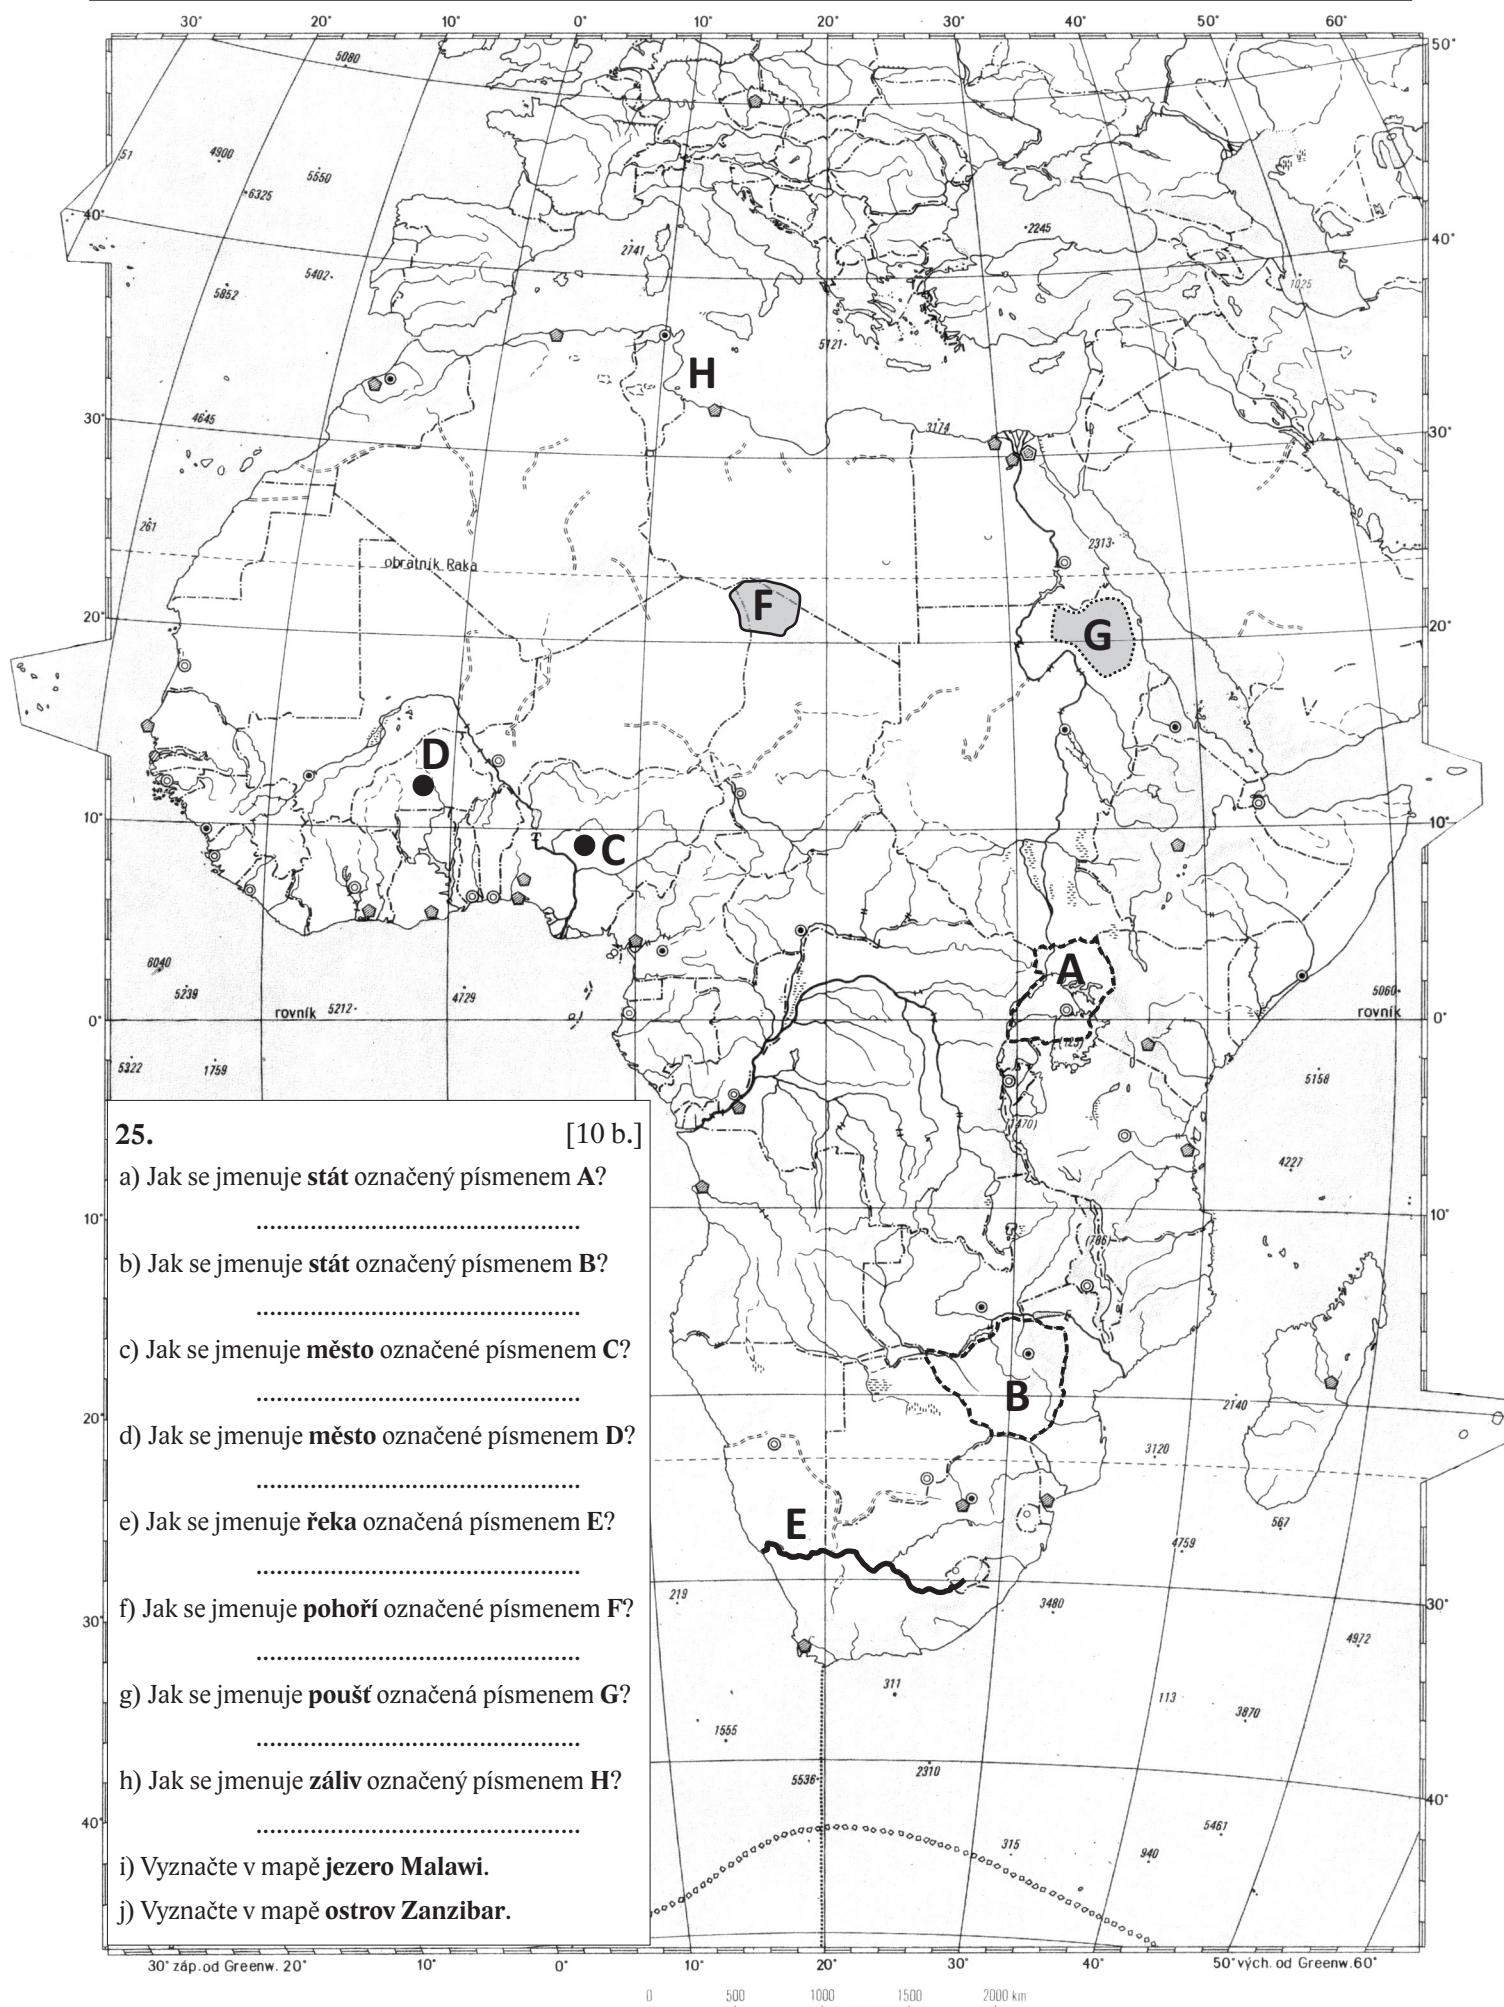 30° 20° 10° 0° 10° 20° 30° 40° 50° 60°
50°
5080
51
4900
5550
6325
40°
2245
2741
40°
5402
5852
1025
5121
H
30°
4645
3174
30°
261
2313
obratník Raka
F
20°
G
20°
D
10°
C
10°
6040
A
5239
4729
5060
rovník 5212
rovník
0°
0°
5322
1759
5158
4227
10°
10°
20°
B
2140
3120
E
567
4759
219
3480
30°
30°
4972
311
113
3870
1555
5536
2310
40°
40°
5461
315
940
25. [10 b.]
a) Jak se jmenuje stát označený písmenem A?
................................................
b) Jak se jmenuje stát označený písmenem B?
................................................
c) Jak se jmenuje město označené písmenem C?
................................................
d) Jak se jmenuje město označené písmenem D?
................................................
e) Jak se jmenuje řeka označená písmenem E?
................................................
f) Jak se jmenuje pohoří označené písmenem F?
................................................
g) Jak se jmenuje poušť označená písmenem G?
................................................
h) Jak se jmenuje záliv označený písmenem H?
................................................
i) Vyznačte v mapě jezero Malawi.
j) Vyznačte v mapě ostrov Zanzibar.
30° záp. od Greenw. 20° 10° 0° 10° 20° 30° 40° 50° vých. od Greenw. 60°
0 500 1000 1500 2000 km